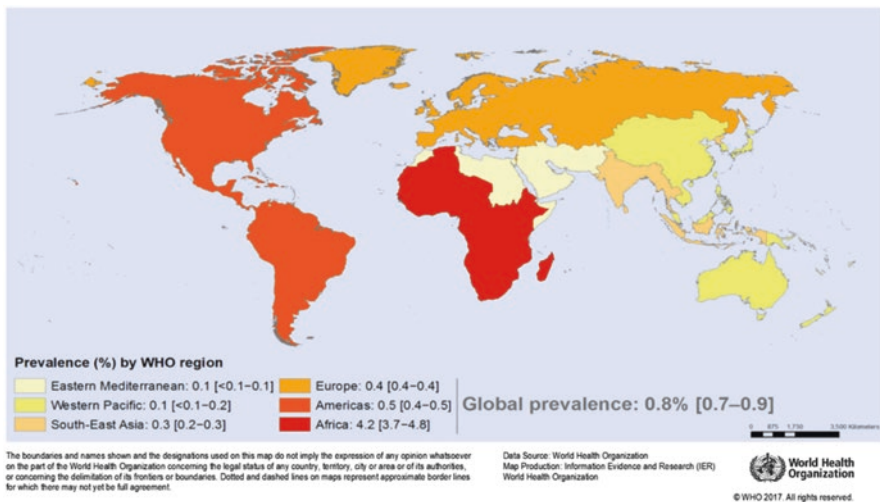 Prevalence (%) by WHO region
Eastern Mediterranean: 0.1 [<0.1–0.1]
Western Pacific: 0.1 [<0.1–0.2]
South-East Asia: 0.3 [0.2–0.3]
Europe: 0.4 [0.4–0.4]
Americas: 0.5 [0.4–0.5]
Africa: 4.2 [3.7–4.8]
Global prevalence: 0.8% [0.7–0.9]
0 875 1,750 3,500 Kilometers
The boundaries and names shown and the designations used on this map do not imply the expression of any opinion whatsoever
on the part of the World Health Organization concerning the legal status of any country, territory, city or area or of its authorities,
or concerning the delimitation of its frontiers or boundaries. Dotted and dashed lines on maps represent approximate border lines
for which there may not yet be full agreement.
Data Source: World Health Organization
Map Production: Information Evidence and Research (IER)
World Health Organization
World Health
Organization
© WHO 2017. All rights reserved.